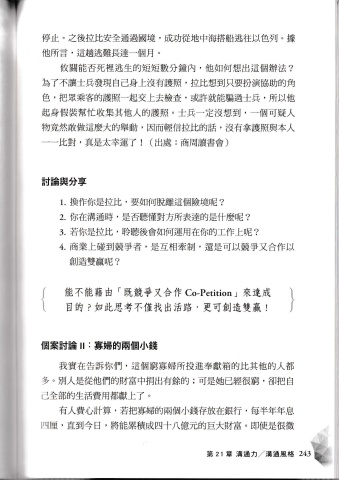 停止。之後拉比安全通過國境，成功從地中海搭船逃往以色列。據
他所言，這趟逃難長達一個月。
攸關能否死裡逃生的短短數分鐘內，他如何想出這個辦法？
為了不讓士兵發現自己身上沒有護照，拉比想到只要扮演協助的角
色，把眾乘客的護照一起交上去檢查，或許就能騙過士兵，所以他
起身假裝幫忙收集其他人的護照。士兵一定沒想到，一個可疑人
物竟然敢做這麼大的舉動，因而輕信拉比的話，沒有拿護照與本人
一一比對，真是太幸運了！（出處：商周讀書會）
討論與分享
1. 換作你是拉比，要如何脫離這個險境呢？
2. 你在溝通時，是否聽懂對方所表達的是什麼呢？
3. 若你是拉比，聆聽後會如何運用在你的工作上呢？
4. 商業上碰到競爭者，是互相牽制，還是可以競爭又合作以
創造雙贏呢？
能不能藉由「既競爭又合作 Co-Petition」來達成
目的？如此思考不僅找出活路，更可創造雙贏！
個案討論 II：寡婦的兩個小錢
我實在告訴你們，這個窮寡婦所投進奉獻箱的比其他的人都
多。別人是從他們的財富中捐出有餘的；可是她已經很窮，卻把自
己全部的生活費用都獻上了。
有人費心計算，若把寡婦的兩個小錢存放在銀行，每半年年息
四厘，直到今日，將能累積成四十八億元的巨大財富。即使是很微
第 21 章 溝通力／溝通風格 243